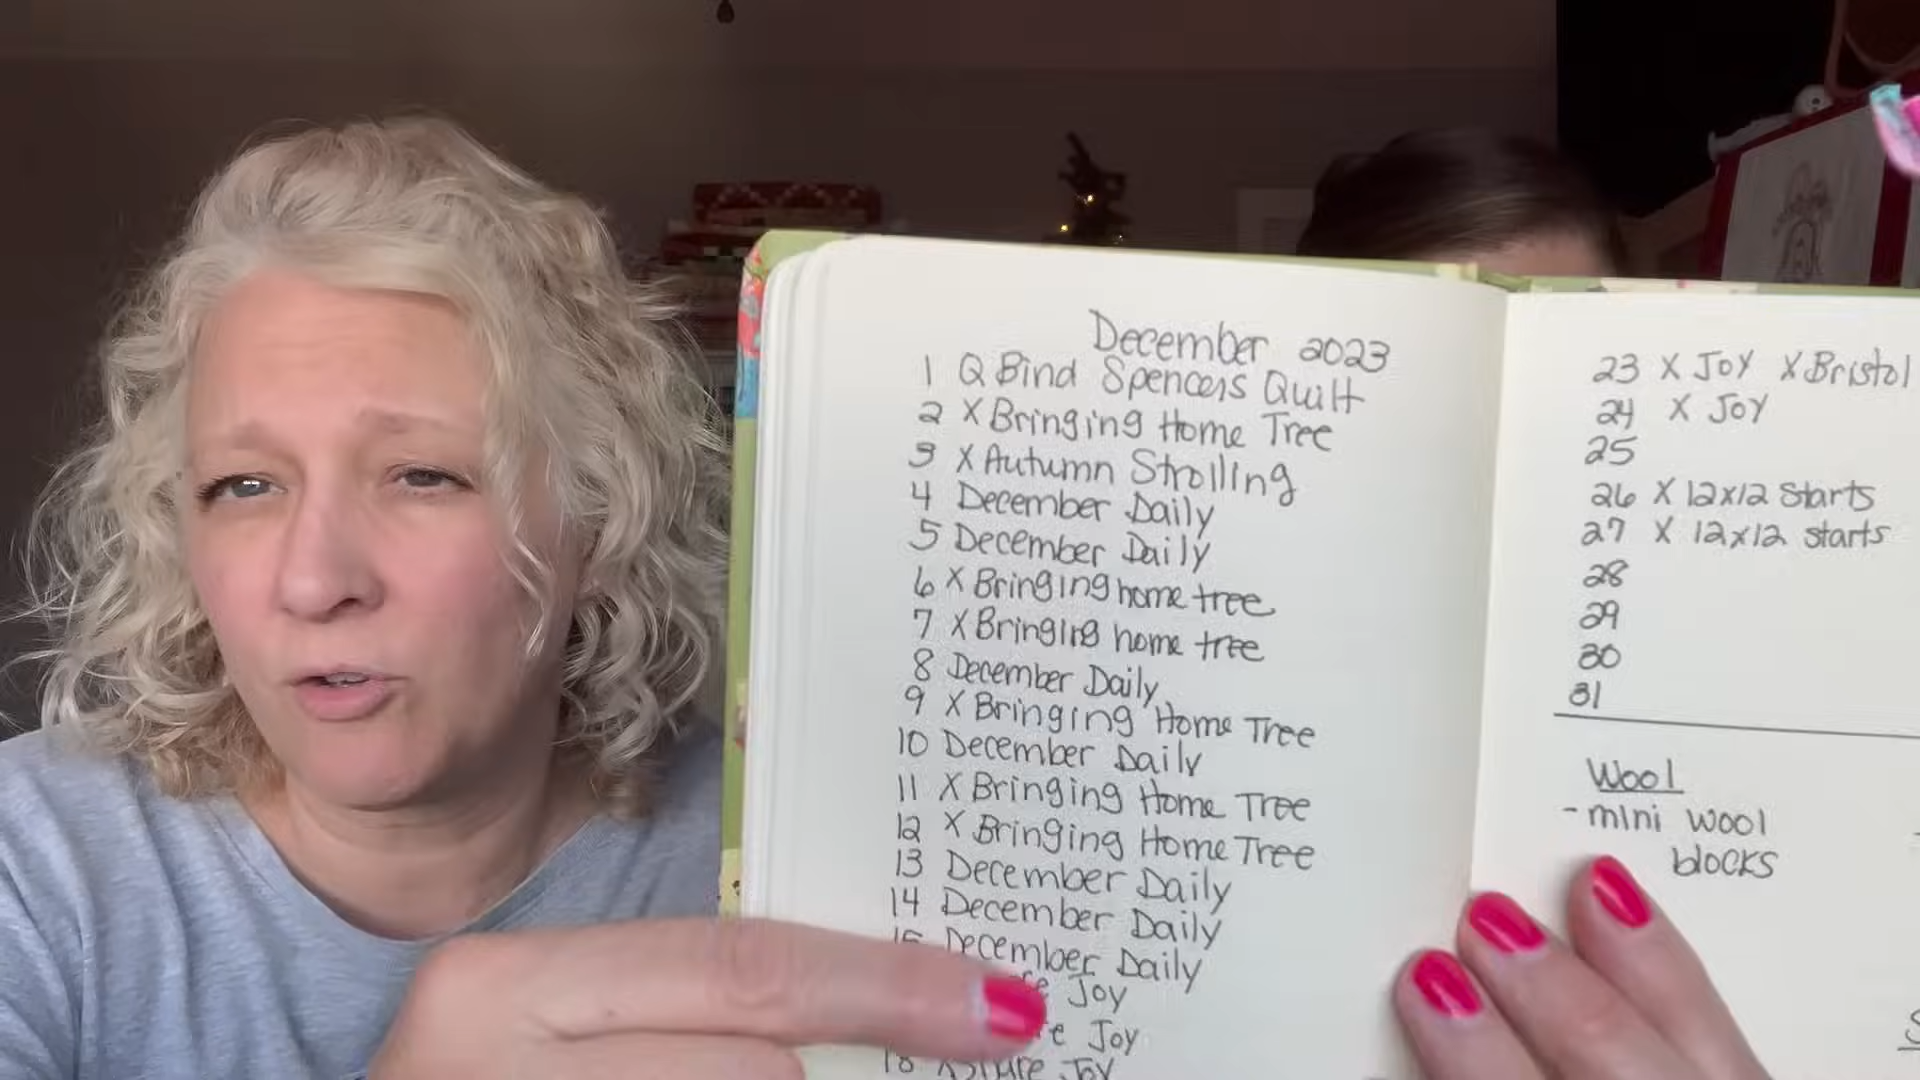 December 2023
1 Q Bind Spencers Quilt
2 X Bringing Home Tree
3 X Autumn Strolling
4 December Daily
5 December Daily
6 X Bringing home tree
7 X Bringing home tree
8 December Daily
9 X Bringing Home Tree
10 December Daily
11 X Bringing Home Tree
12 X Bringing Home Tree
13 December Daily
14 December Daily
15 December Daily
Joy
Joy
18 Joy
23 X Joy X Bristol
24 X Joy
25
26 X 12x12 Starts
27 X 12x12 starts
28
29
30
31
Wool
- mini wool
blocks